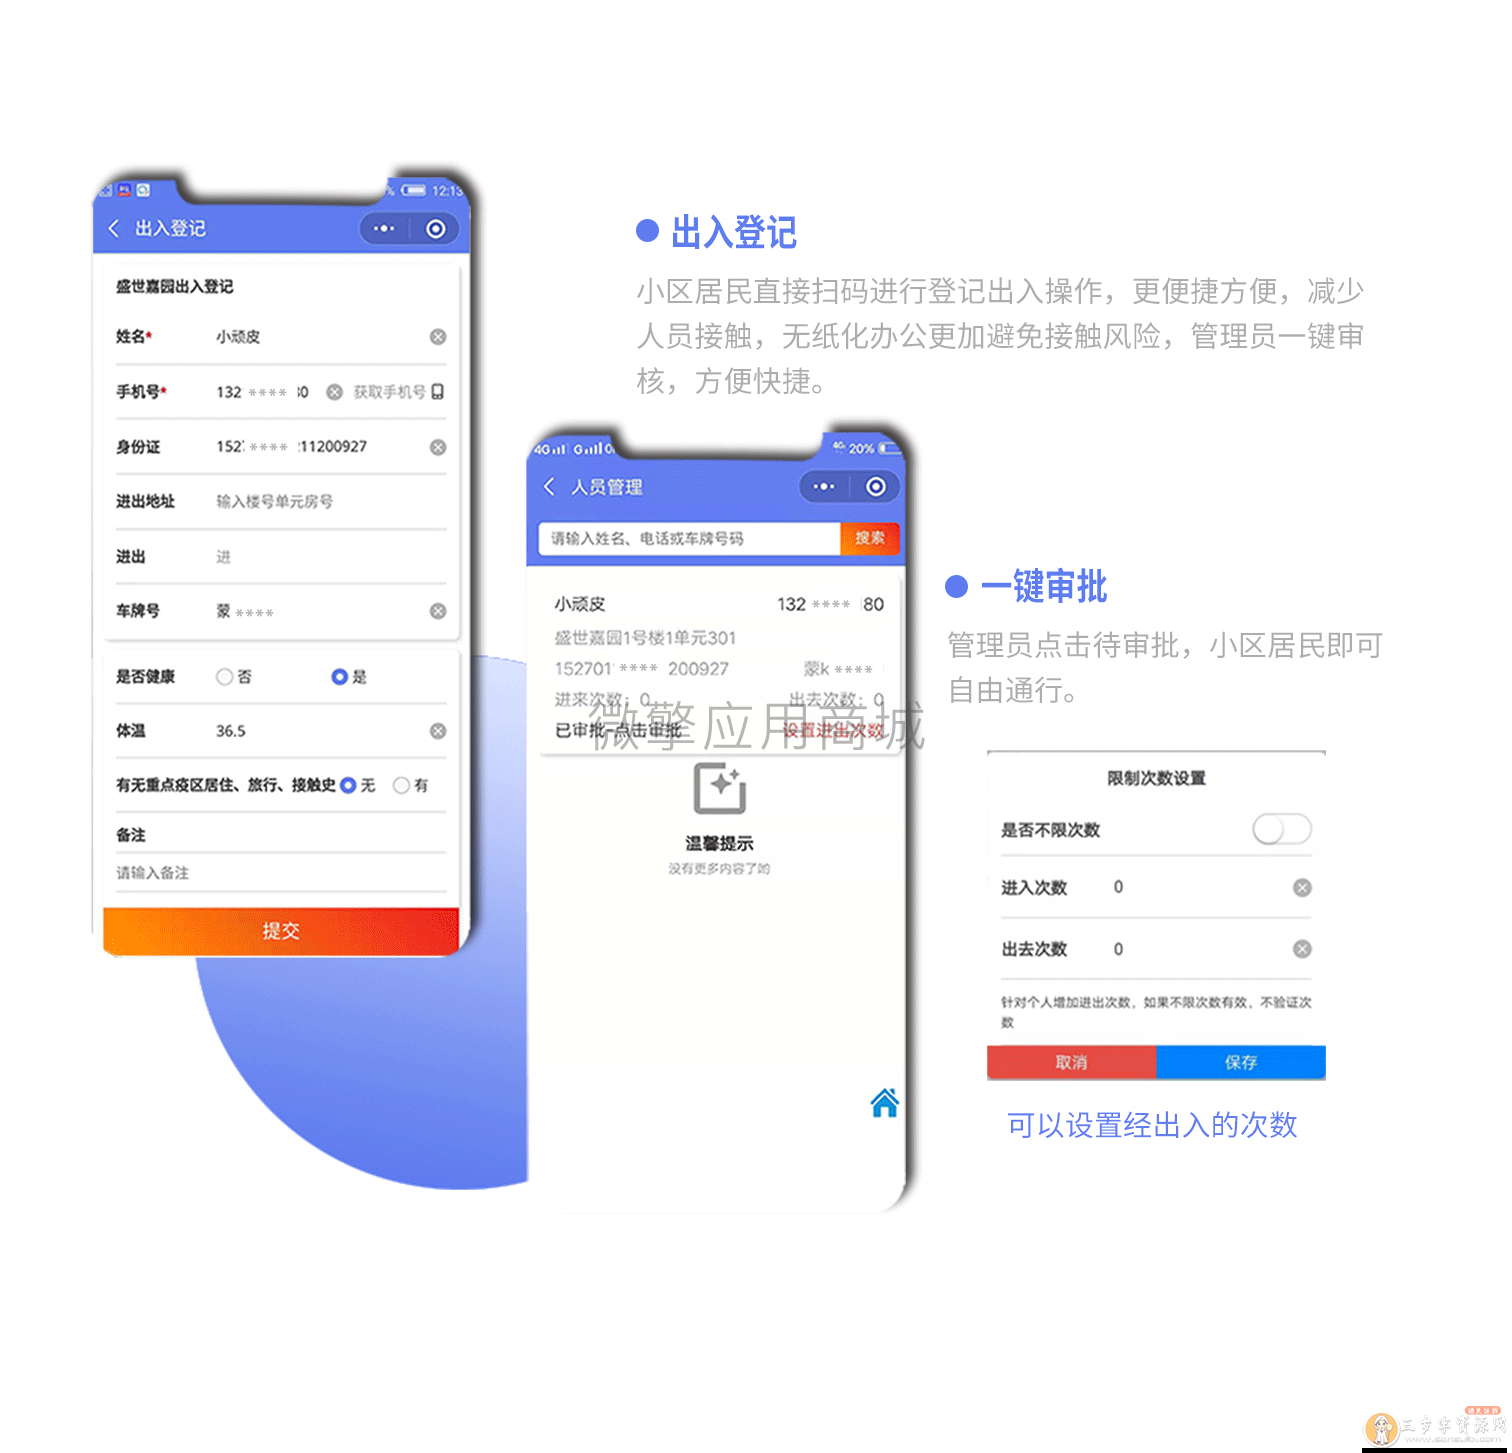 12:13
出入登记
盛世嘉园出入登记
姓名* 小顽皮
手机号* 132 **** 30 获取手机号
身份证 1527 **** 211200927
进出地址 输入楼号单元房号
进出 进
车牌号 蒙 ****
是否健康 否 是
体温 36.5
有无重点疫区居住、旅行、接触史 无 有
备注
请输入备注
提交
出入登记
小区居民直接扫码进行登记出入操作，更便捷方便，减少
人员接触，无纸化办公更加避免接触风险，管理员一键审
核，方便快捷。
4G G 4G 20%
人员管理
请输入姓名、电话或车牌号码 搜索
小顽皮 132 **** 80
盛世嘉园1号楼1单元301
152701 **** 200927 蒙k ****
进来次数：0 出去次数：0
已审批-点击审批 设置进出次数
微擎应用商城
温馨提示
没有更多内容了哟
一键审批
管理员点击待审批，小区居民即可
自由通行。
限制次数设置
是否不限次数
进入次数 0
出去次数 0
针对个人增加进出次数，如果不限次数有效，不验证次
数
取消 保存
可以设置经出入的次数
三步学资源网